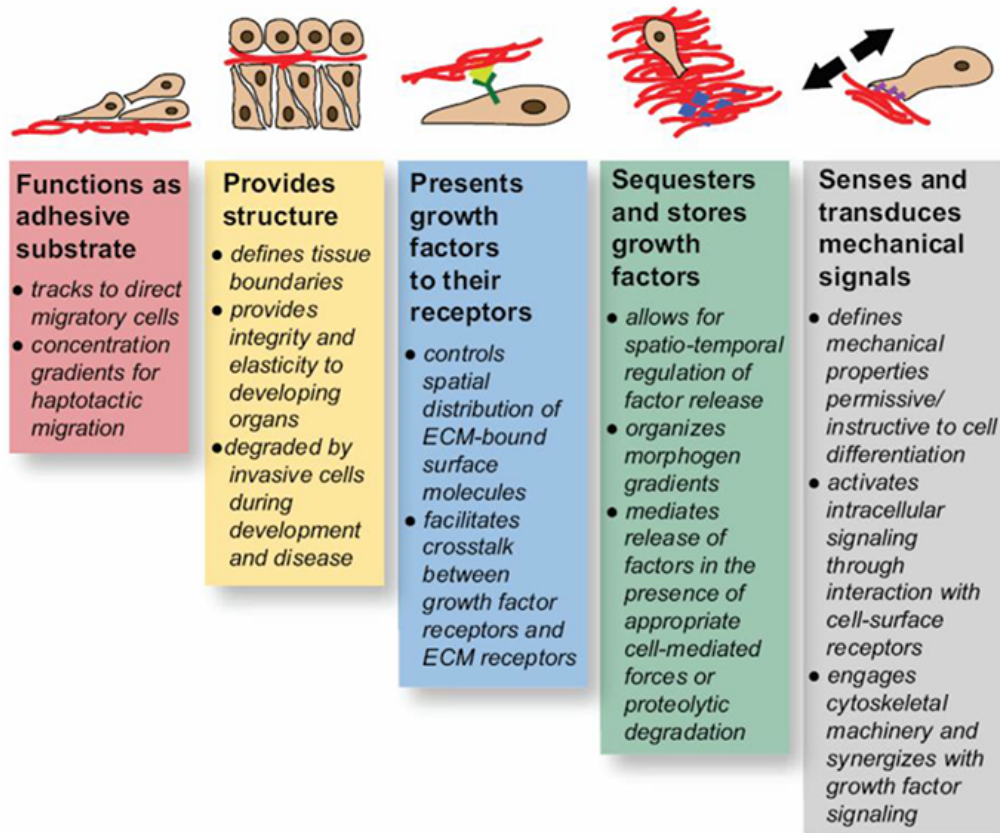 Functions as
adhesive
substrate
● tracks to direct
migratory cells
● concentration
gradients for
haptotactic
migration
Provides
structure
● defines tissue
boundaries
● provides
integrity and
elasticity to
developing
organs
●degraded by
invasive cells
during
development
and disease
Presents
growth
factors
to their
receptors
● controls
spatial
distribution of
ECM-bound
surface
molecules
● facilitates
crosstalk
between
growth factor
receptors and
ECM receptors
Sequesters
and stores
growth
factors
● allows for
spatio-temporal
regulation of
factor release
● organizes
morphogen
gradients
● mediates
release of
factors in the
presence of
appropriate
cell-mediated
forces or
proteolytic
degradation
Senses and
transduces
mechanical
signals
● defines
mechanical
properties
permissive/
instructive to cell
differentiation
● activates
intracellular
signaling
through
interaction with
cell-surface
receptors
● engages
cytoskeletal
machinery and
synergizes with
growth factor
signaling